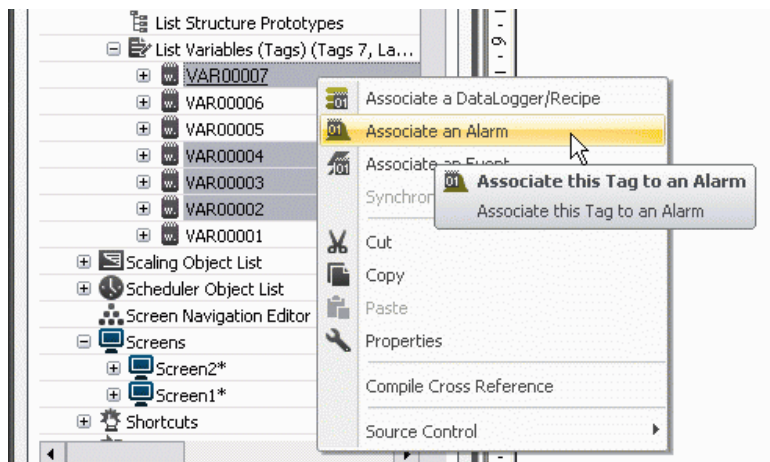 List Structure Prototypes
List Variables (Tags) (Tags 7, La...
VAR00007
VAR00006
VAR00005
VAR00004
VAR00003
VAR00002
VAR00001
Scaling Object List
Scheduler Object List
Screen Navigation Editor
Screens
Screen2*
Screen1*
Shortcuts
Associate a DataLogger/Recipe
Associate an Alarm
Associate an Event
Associate this Tag to an Alarm
Associate this Tag to an Alarm
Cut
Copy
Paste
Properties
Compile Cross Reference
Source Control